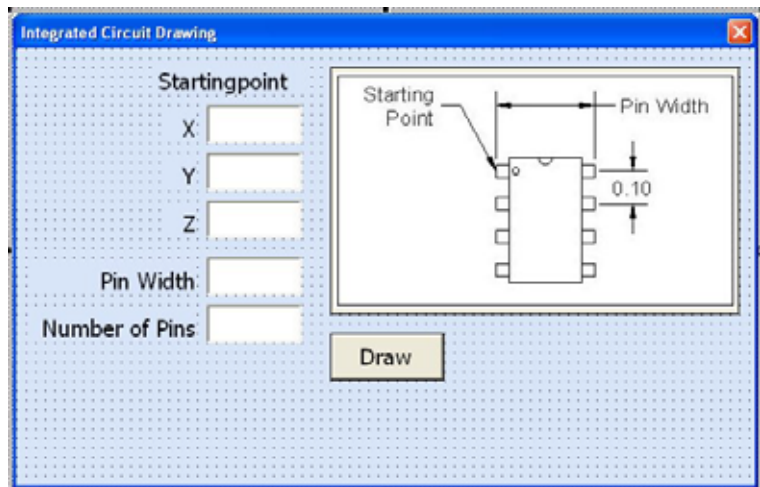 Integrated Circuit Drawing
Startingpoint
X
Y
Z
Pin Width
Number of Pins
Starting
Point
Pin Width
0.10
Draw